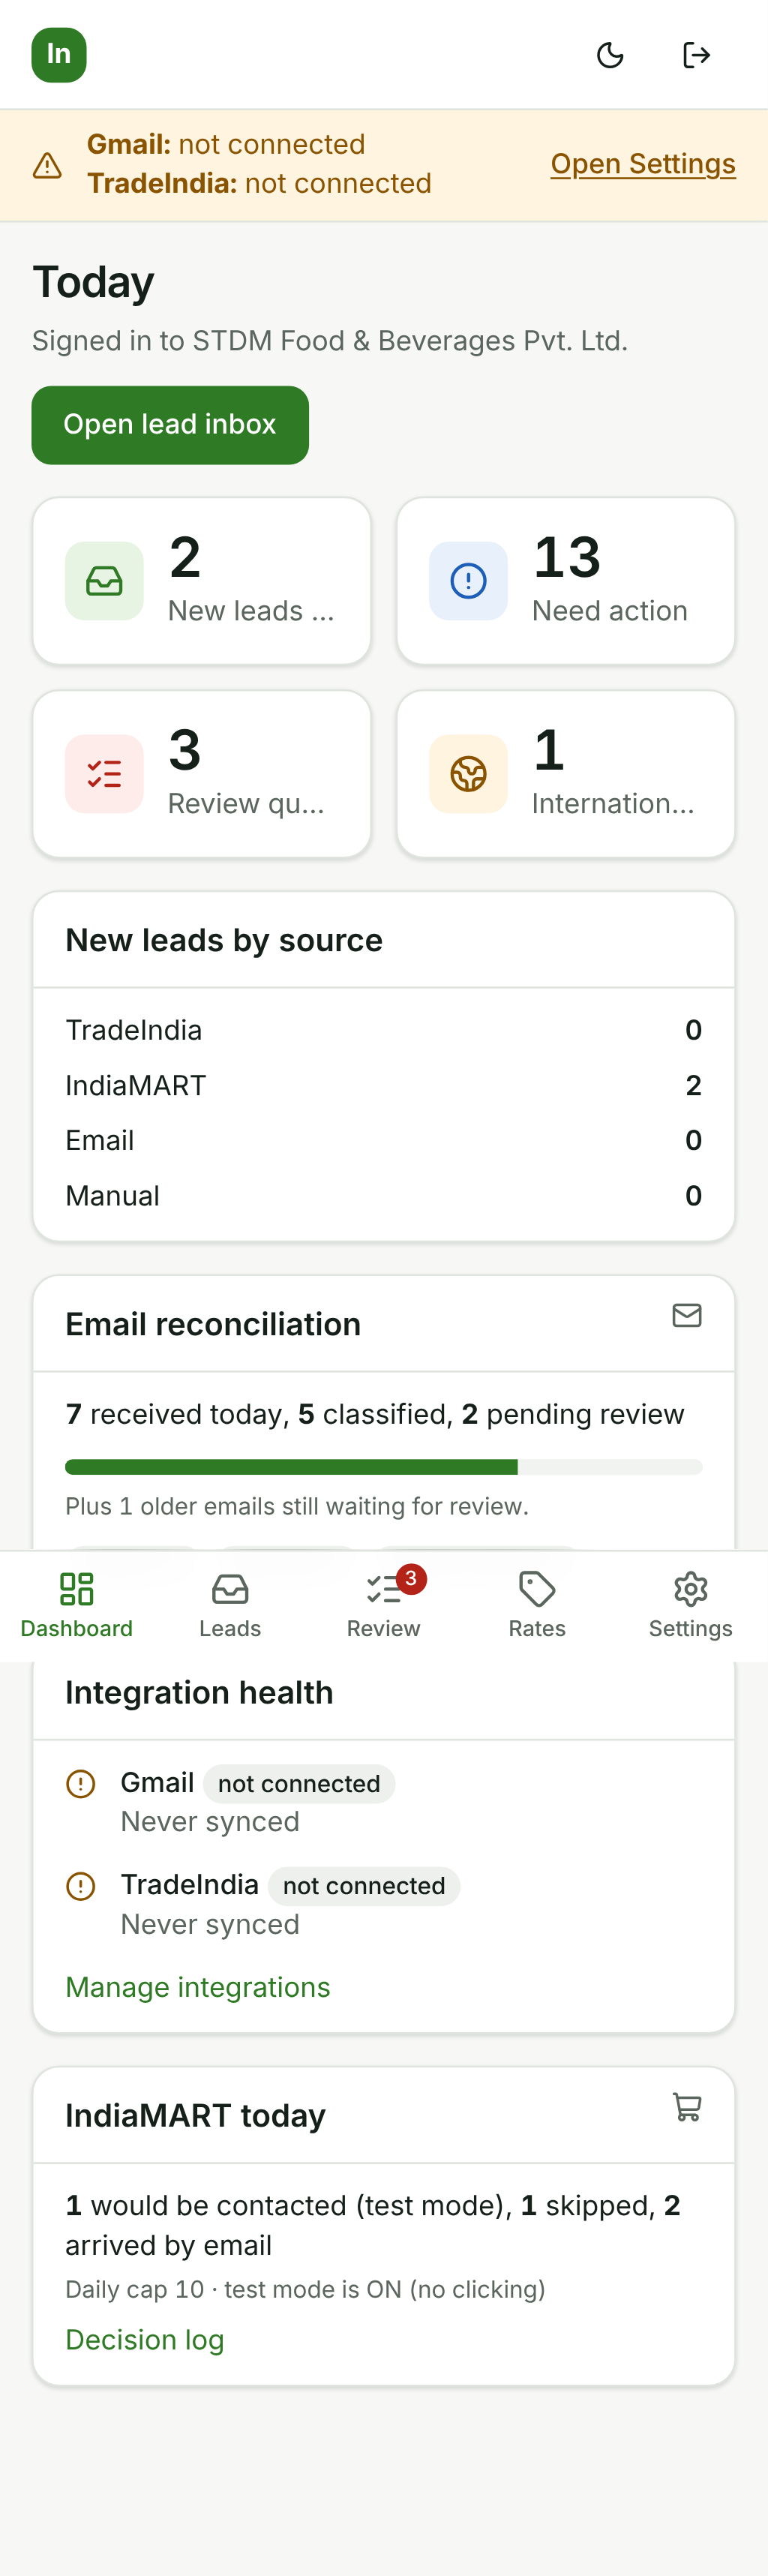 In
Gmail: not connected
TradeIndia: not connected
Open Settings
Today
Signed in to STDM Food & Beverages Pvt. Ltd.
Open lead inbox
2
New leads ...
13
Need action
3
Review qu...
1
Internation...
New leads by source
TradeIndia 0
IndiaMART 2
Email 0
Manual 0
Email reconciliation
7 received today, 5 classified, 2 pending review
Plus 1 older emails still waiting for review.
3
Dashboard Leads Review Rates Settings
Integration health
Gmail not connected
Never synced
TradeIndia not connected
Never synced
Manage integrations
IndiaMART today
1 would be contacted (test mode), 1 skipped, 2
arrived by email
Daily cap 10 · test mode is ON (no clicking)
Decision log